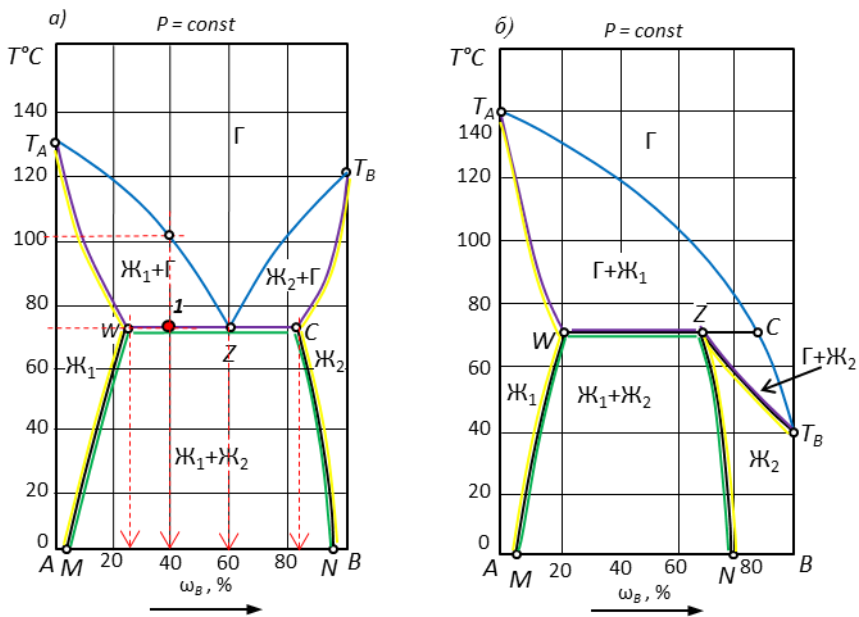 а)
P = const
T°C
140
T_A
Г
120
T_B
100
Ж₁+Г
Ж₂+Г
80
1
W
Z
C
60
Ж₁
Ж₂
40
Ж₁+Ж₂
20
0
A M 20 40 60 80 N B
ω_B , %
б)
P = const
T°C
T_A
140
Г
120
100
Г+Ж₁
80
Z
C
W
60
Г+Ж₂
Ж₁
Ж₁+Ж₂
40
T_B
Ж₂
20
0
A M 20 40 60 N 80 B
ω_B , %